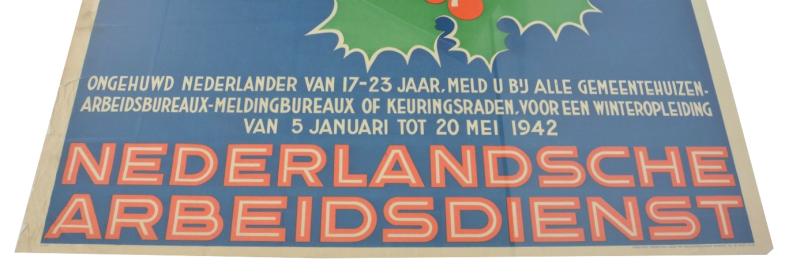 ONGEHUWD NEDERLANDER VAN 17-23 JAAR, MELD U BIJ ALLE GEMEENTEHUIZEN-
ARBEIDSBUREAUX-MELDINGBUREAUX OF KEURINGSRADEN, VOOR EEN WINTEROPLEIDING
VAN 5 JANUARI TOT 20 MEI 1942
NEDERLANDSCHE
ARBEIDSDIENST